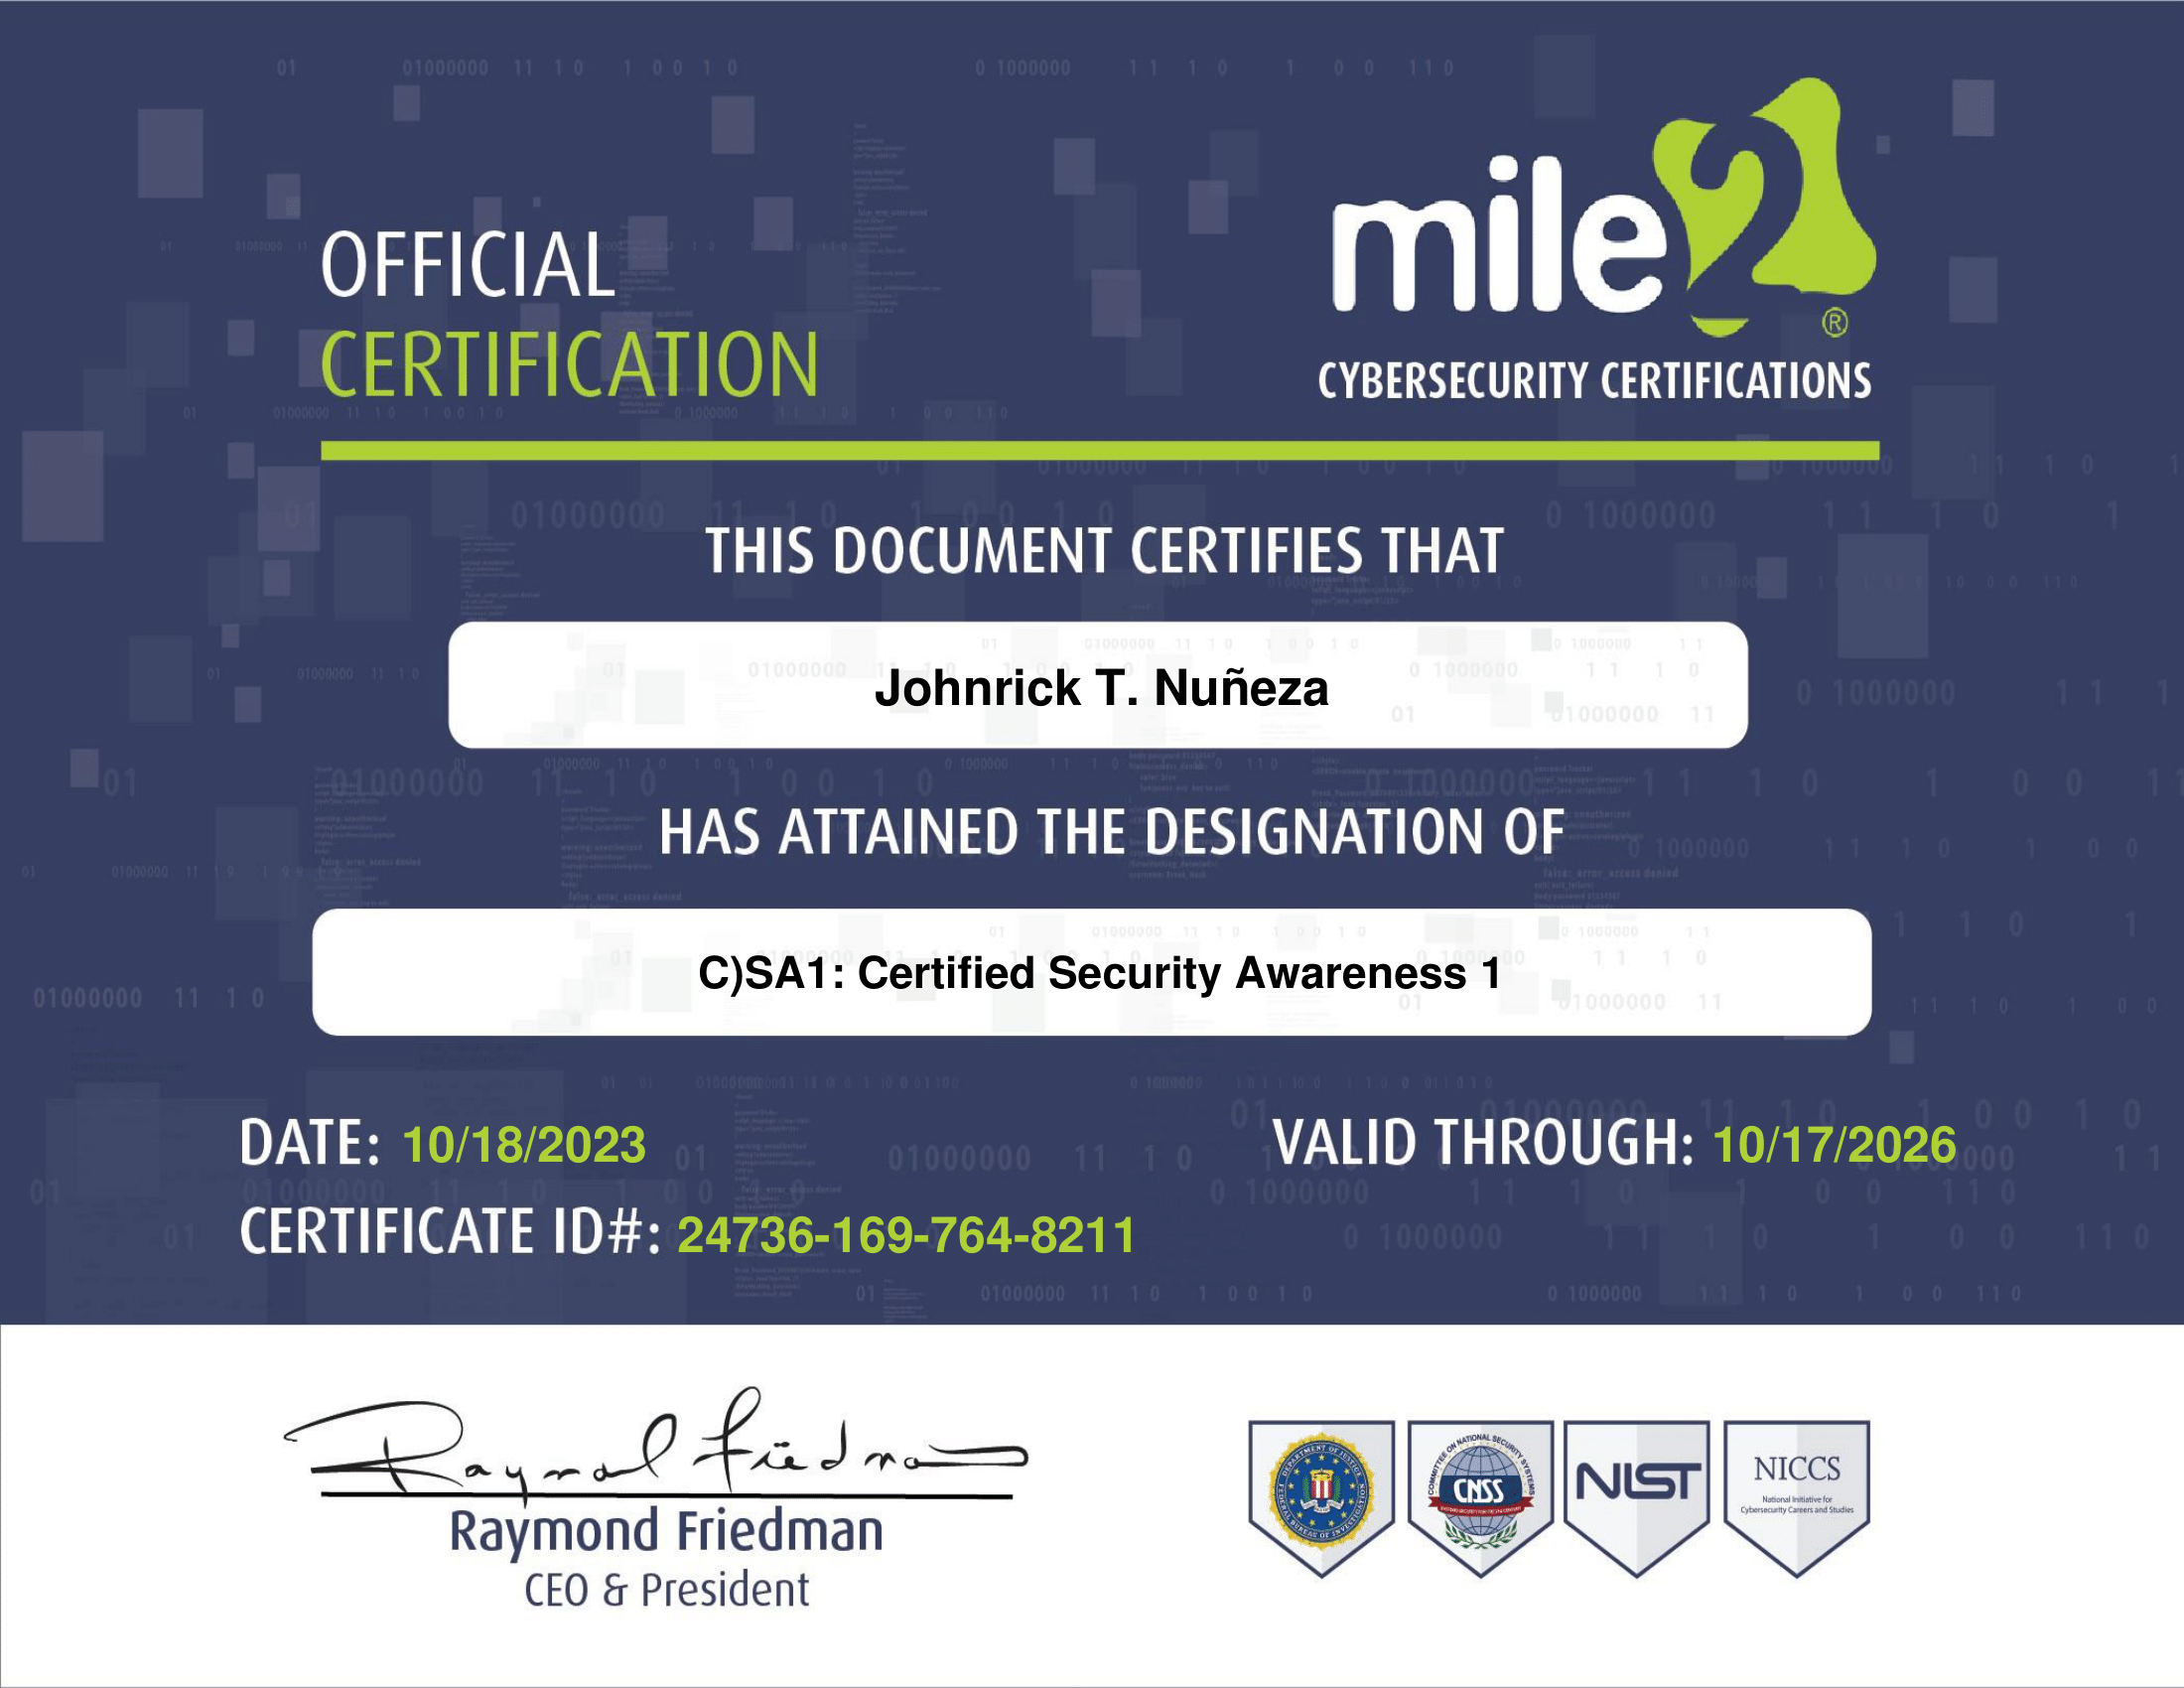 OFFICIAL
CERTIFICATION
mile2®
CYBERSECURITY CERTIFICATIONS
THIS DOCUMENT CERTIFIES THAT
Johnrick T. Nuñeza
HAS ATTAINED THE DESIGNATION OF
C)SA1: Certified Security Awareness 1
DATE: 10/18/2023
VALID THROUGH: 10/17/2026
CERTIFICATE ID#: 24736-169-764-8211
Raymond Friedman
Raymond Friedman
CEO & President
DEPARTMENT OF JUSTICE
FEDERAL BUREAU OF INVESTIGATION
COMMITTEE ON NATIONAL SECURITY SYSTEMS
CNSS
NIST
NICCS
National Initiative for
Cybersecurity Careers and Studies